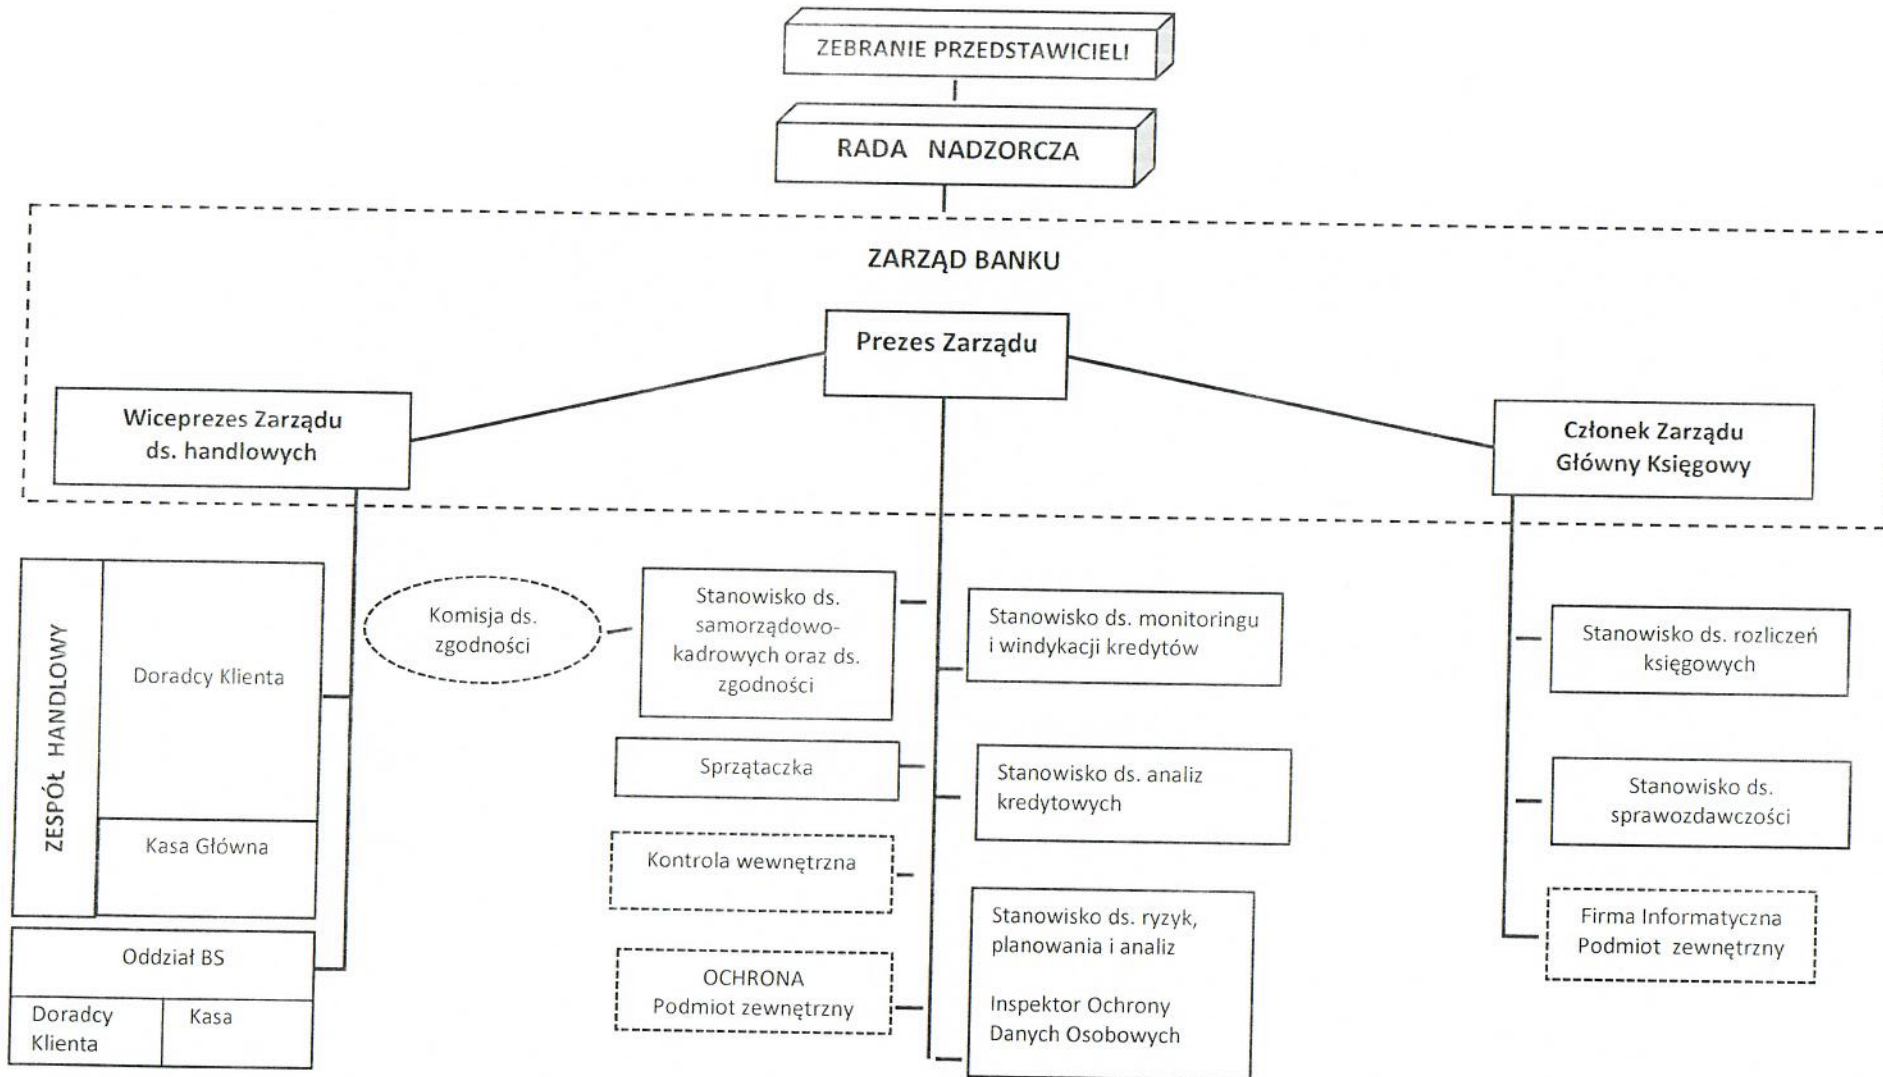 ZEBRANIE PRZEDSTAWICIELI
RADA NADZORCZA
ZARZĄD BANKU
Prezes Zarządu
Wiceprezes Zarządu
ds. handlowych
Członek Zarządu
Główny Księgowy
ZESPÓŁ HANDLOWY
Doradcy Klienta
Kasa Główna
Oddział BS
Doradcy
Klienta
Kasa
Komisja ds.
zgodności
Stanowisko ds.
samorządowo-
kadrowych oraz ds.
zgodności
Sprzątaczka
Kontrola wewnętrzna
OCHRONA
Podmiot zewnętrzny
Stanowisko ds. monitoringu
i windykacji kredytów
Stanowisko ds. analiz
kredytowych
Stanowisko ds. ryzyk,
planowania i analiz
Inspektor Ochrony
Danych Osobowych
Stanowisko ds. rozliczeń
księgowych
Stanowisko ds.
sprawozdawczości
Firma Informatyczna
Podmiot zewnętrzny